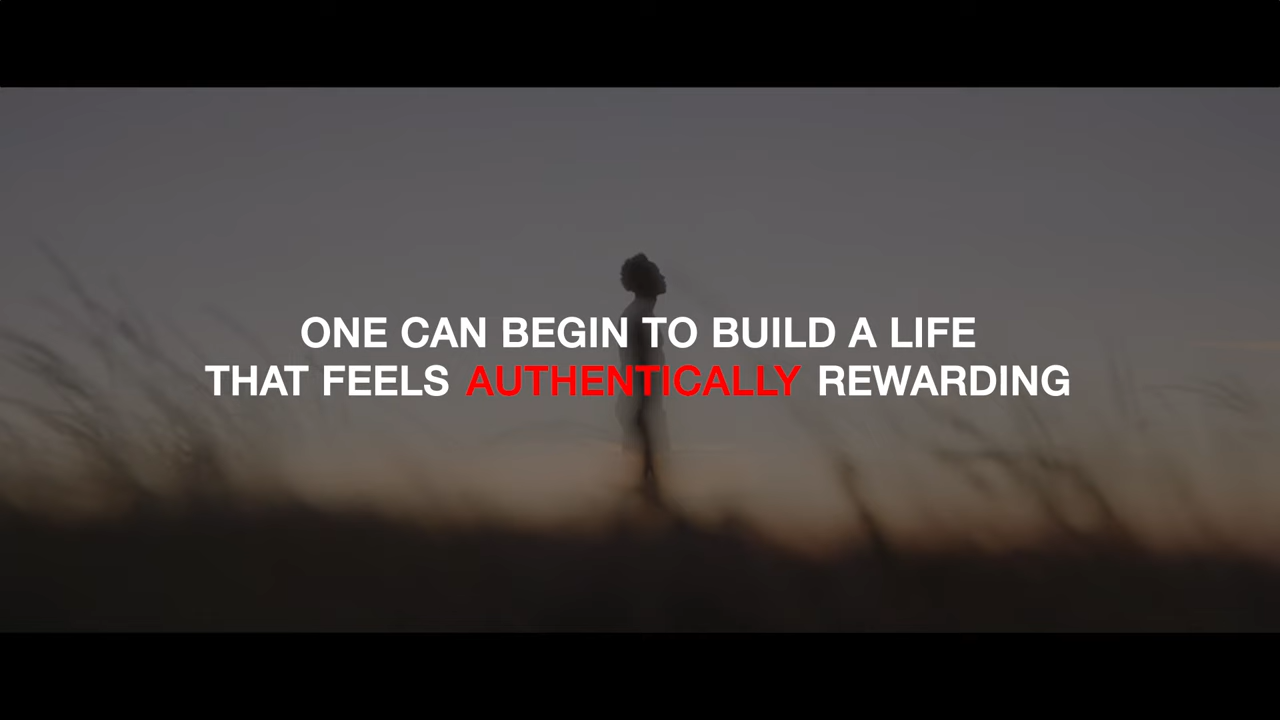 ONE CAN BEGIN TO BUILD A LIFE
THAT FEELS AUTHENTICALLY REWARDING